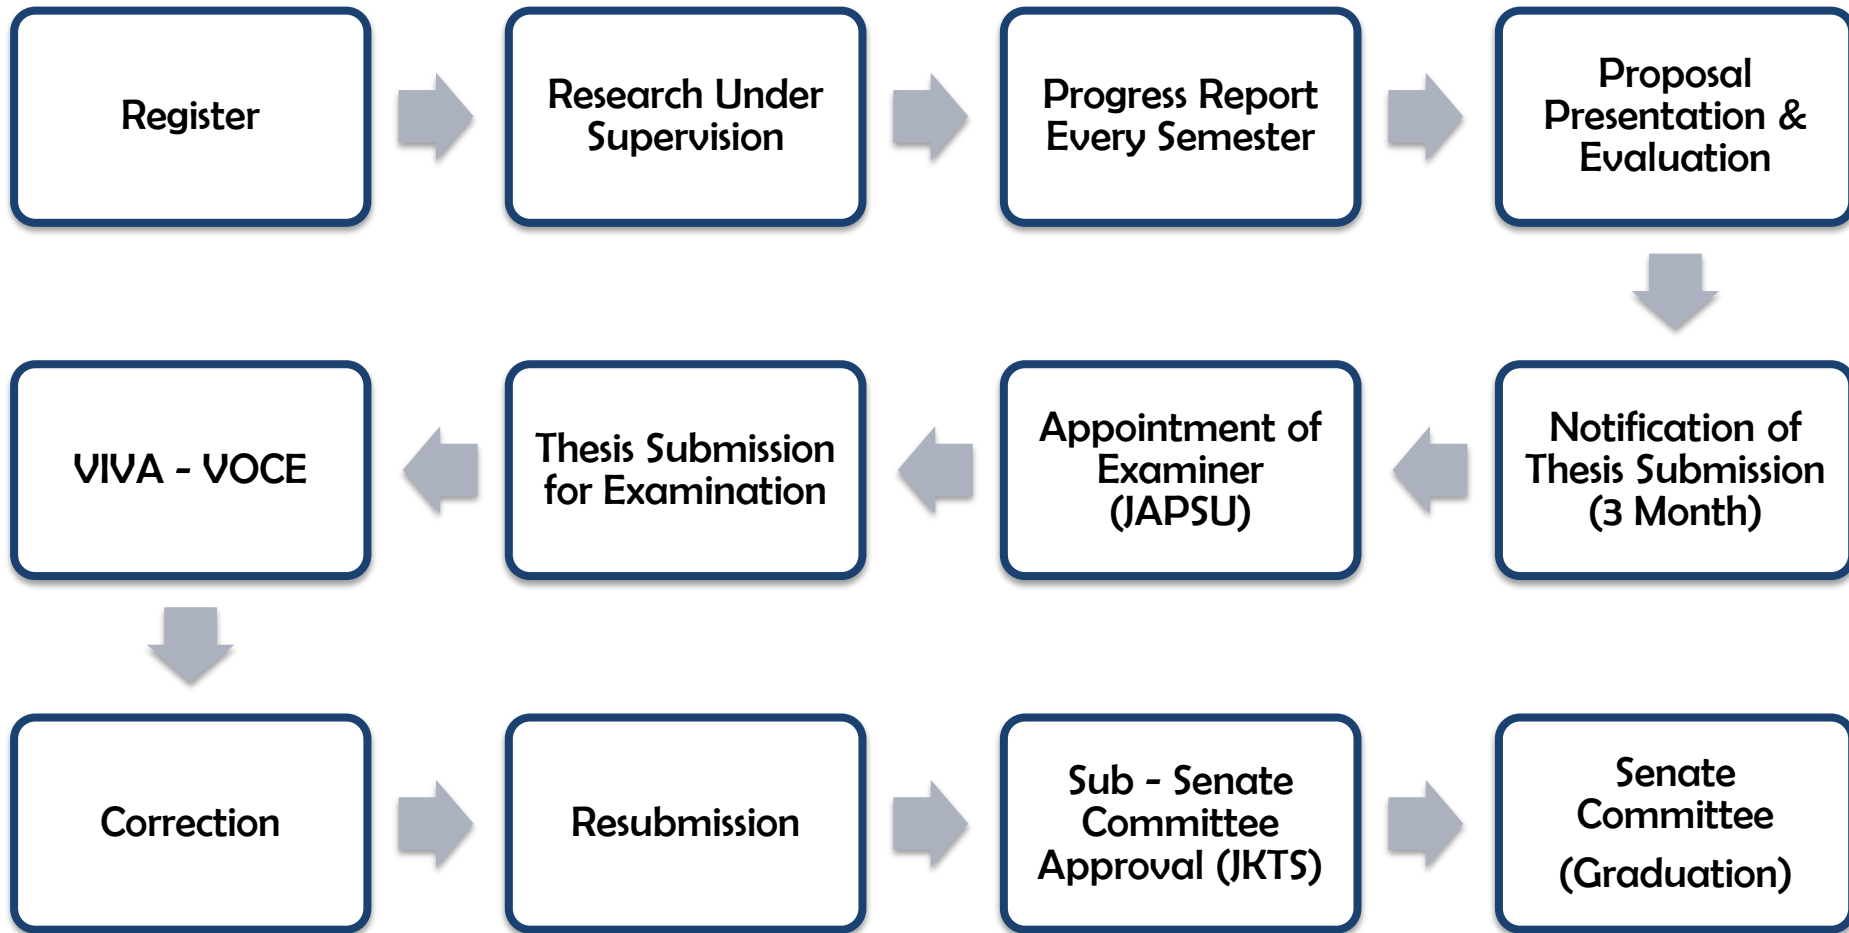 Register
Research Under
Supervision
Progress Report
Every Semester
Proposal
Presentation &
Evaluation
Notification of
Thesis Submission
(3 Month)
Appointment of
Examiner
(JAPSU)
Thesis Submission
for Examination
VIVA - VOCE
Correction
Resubmission
Sub - Senate
Committee
Approval (JKTS)
Senate
Committee
(Graduation)